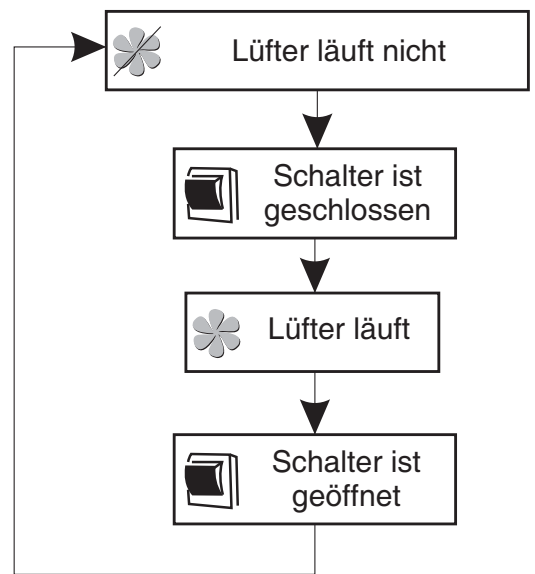 Lüfter läuft nicht
Schalter ist
geschlossen
Lüfter läuft
Schalter ist
geöffnet